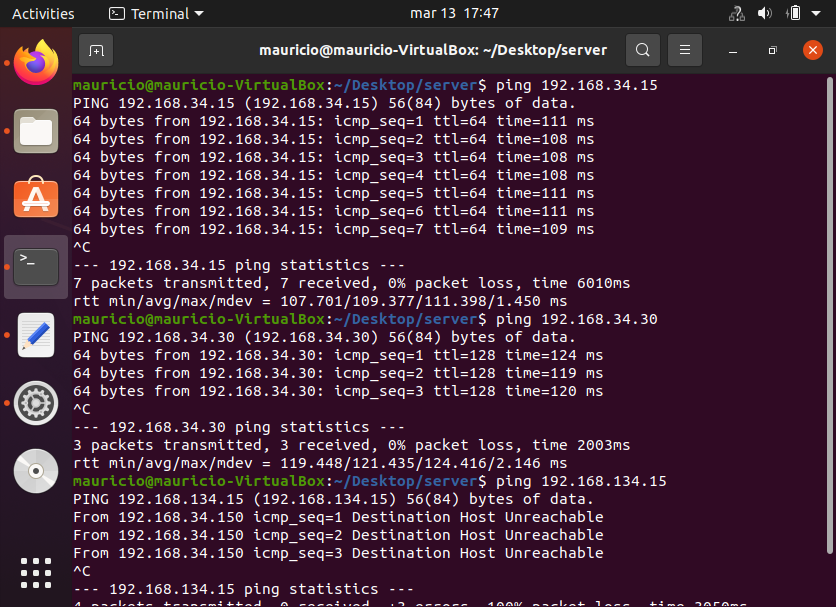 Activities Terminal mar 13 17:47
mauricio@mauricio-VirtualBox: ~/Desktop/server
mauricio@mauricio-VirtualBox:~/Desktop/server$ ping 192.168.34.15
PING 192.168.34.15 (192.168.34.15) 56(84) bytes of data.
64 bytes from 192.168.34.15: icmp_seq=1 ttl=64 time=111 ms
64 bytes from 192.168.34.15: icmp_seq=2 ttl=64 time=108 ms
64 bytes from 192.168.34.15: icmp_seq=3 ttl=64 time=108 ms
64 bytes from 192.168.34.15: icmp_seq=4 ttl=64 time=108 ms
64 bytes from 192.168.34.15: icmp_seq=5 ttl=64 time=111 ms
64 bytes from 192.168.34.15: icmp_seq=6 ttl=64 time=111 ms
64 bytes from 192.168.34.15: icmp_seq=7 ttl=64 time=109 ms
^C
--- 192.168.34.15 ping statistics ---
7 packets transmitted, 7 received, 0% packet loss, time 6010ms
rtt min/avg/max/mdev = 107.701/109.377/111.398/1.450 ms
mauricio@mauricio-VirtualBox:~/Desktop/server$ ping 192.168.34.30
PING 192.168.34.30 (192.168.34.30) 56(84) bytes of data.
64 bytes from 192.168.34.30: icmp_seq=1 ttl=128 time=124 ms
64 bytes from 192.168.34.30: icmp_seq=2 ttl=128 time=119 ms
64 bytes from 192.168.34.30: icmp_seq=3 ttl=128 time=120 ms
^C
--- 192.168.34.30 ping statistics ---
3 packets transmitted, 3 received, 0% packet loss, time 2003ms
rtt min/avg/max/mdev = 119.448/121.435/124.416/2.146 ms
mauricio@mauricio-VirtualBox:~/Desktop/server$ ping 192.168.134.15
PING 192.168.134.15 (192.168.134.15) 56(84) bytes of data.
From 192.168.34.150 icmp_seq=1 Destination Host Unreachable
From 192.168.34.150 icmp_seq=2 Destination Host Unreachable
From 192.168.34.150 icmp_seq=3 Destination Host Unreachable
^C
--- 192.168.134.15 ping statistics ---
4 packets transmitted, 0 received, +3 errors, 100% packet loss, time 3050ms